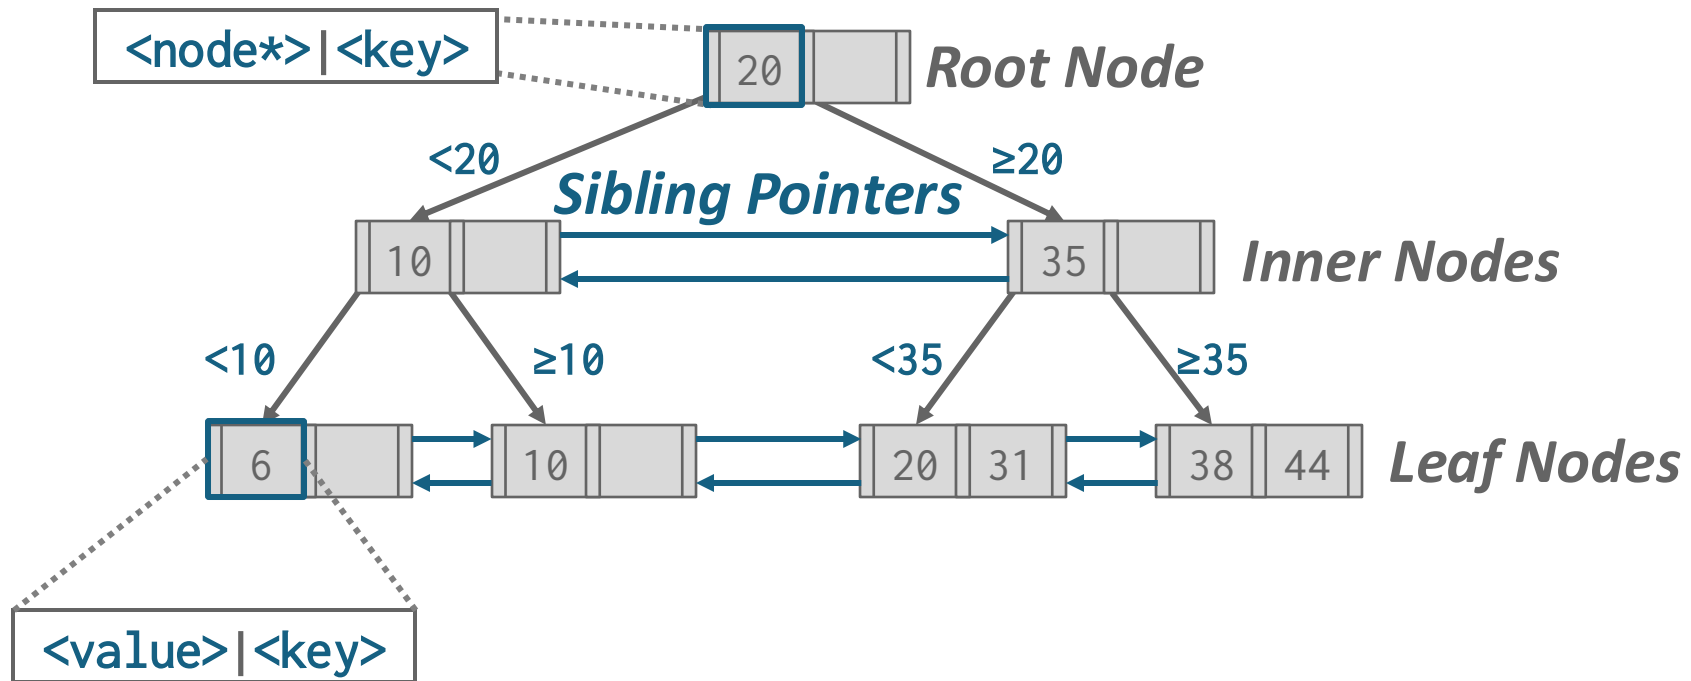 <node*>|<key>
20
Root Node
<20
≥20
Sibling Pointers
10
35
Inner Nodes
<10
≥10
<35
≥35
6
10
20 31
38 44
Leaf Nodes
<value>|<key>